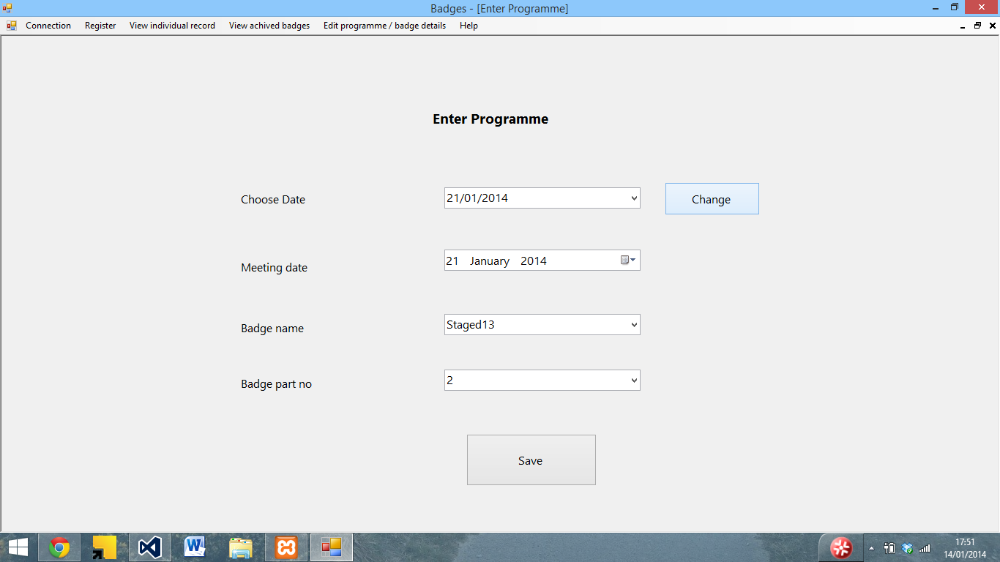 Badges - [Enter Programme]
Connection Register View individual record View achived badges Edit programme / badge details Help
Enter Programme
Choose Date 21/01/2014 Change
Meeting date 21 January 2014
Badge name Staged13
Badge part no 2
Save
17:51
14/01/2014